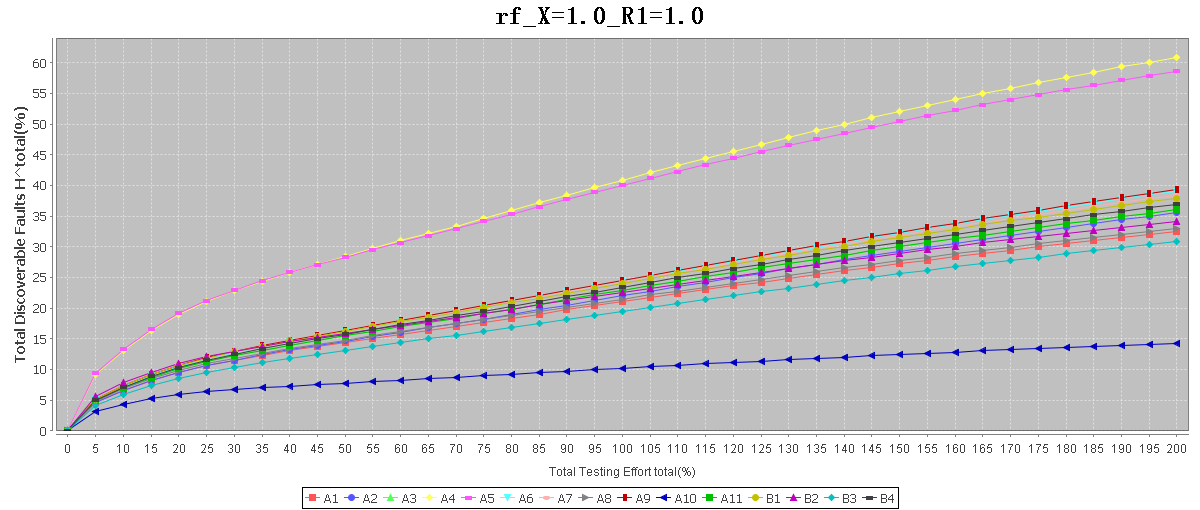 rf_X=1.0_R1=1.0
Total Discoverable Faults H^total(%)
60
55
50
45
40
35
30
25
20
15
10
5
0
0 5 10 15 20 25 30 35 40 45 50 55 60 65 70 75 80 85 90 95 100 105 110 115 120 125 130 135 140 145 150 155 160 165 170 175 180 185 190 195 200
Total Testing Effort total(%)
A1 A2 A3 A4 A5 A6 A7 A8 A9 A10 A11 B1 B2 B3 B4